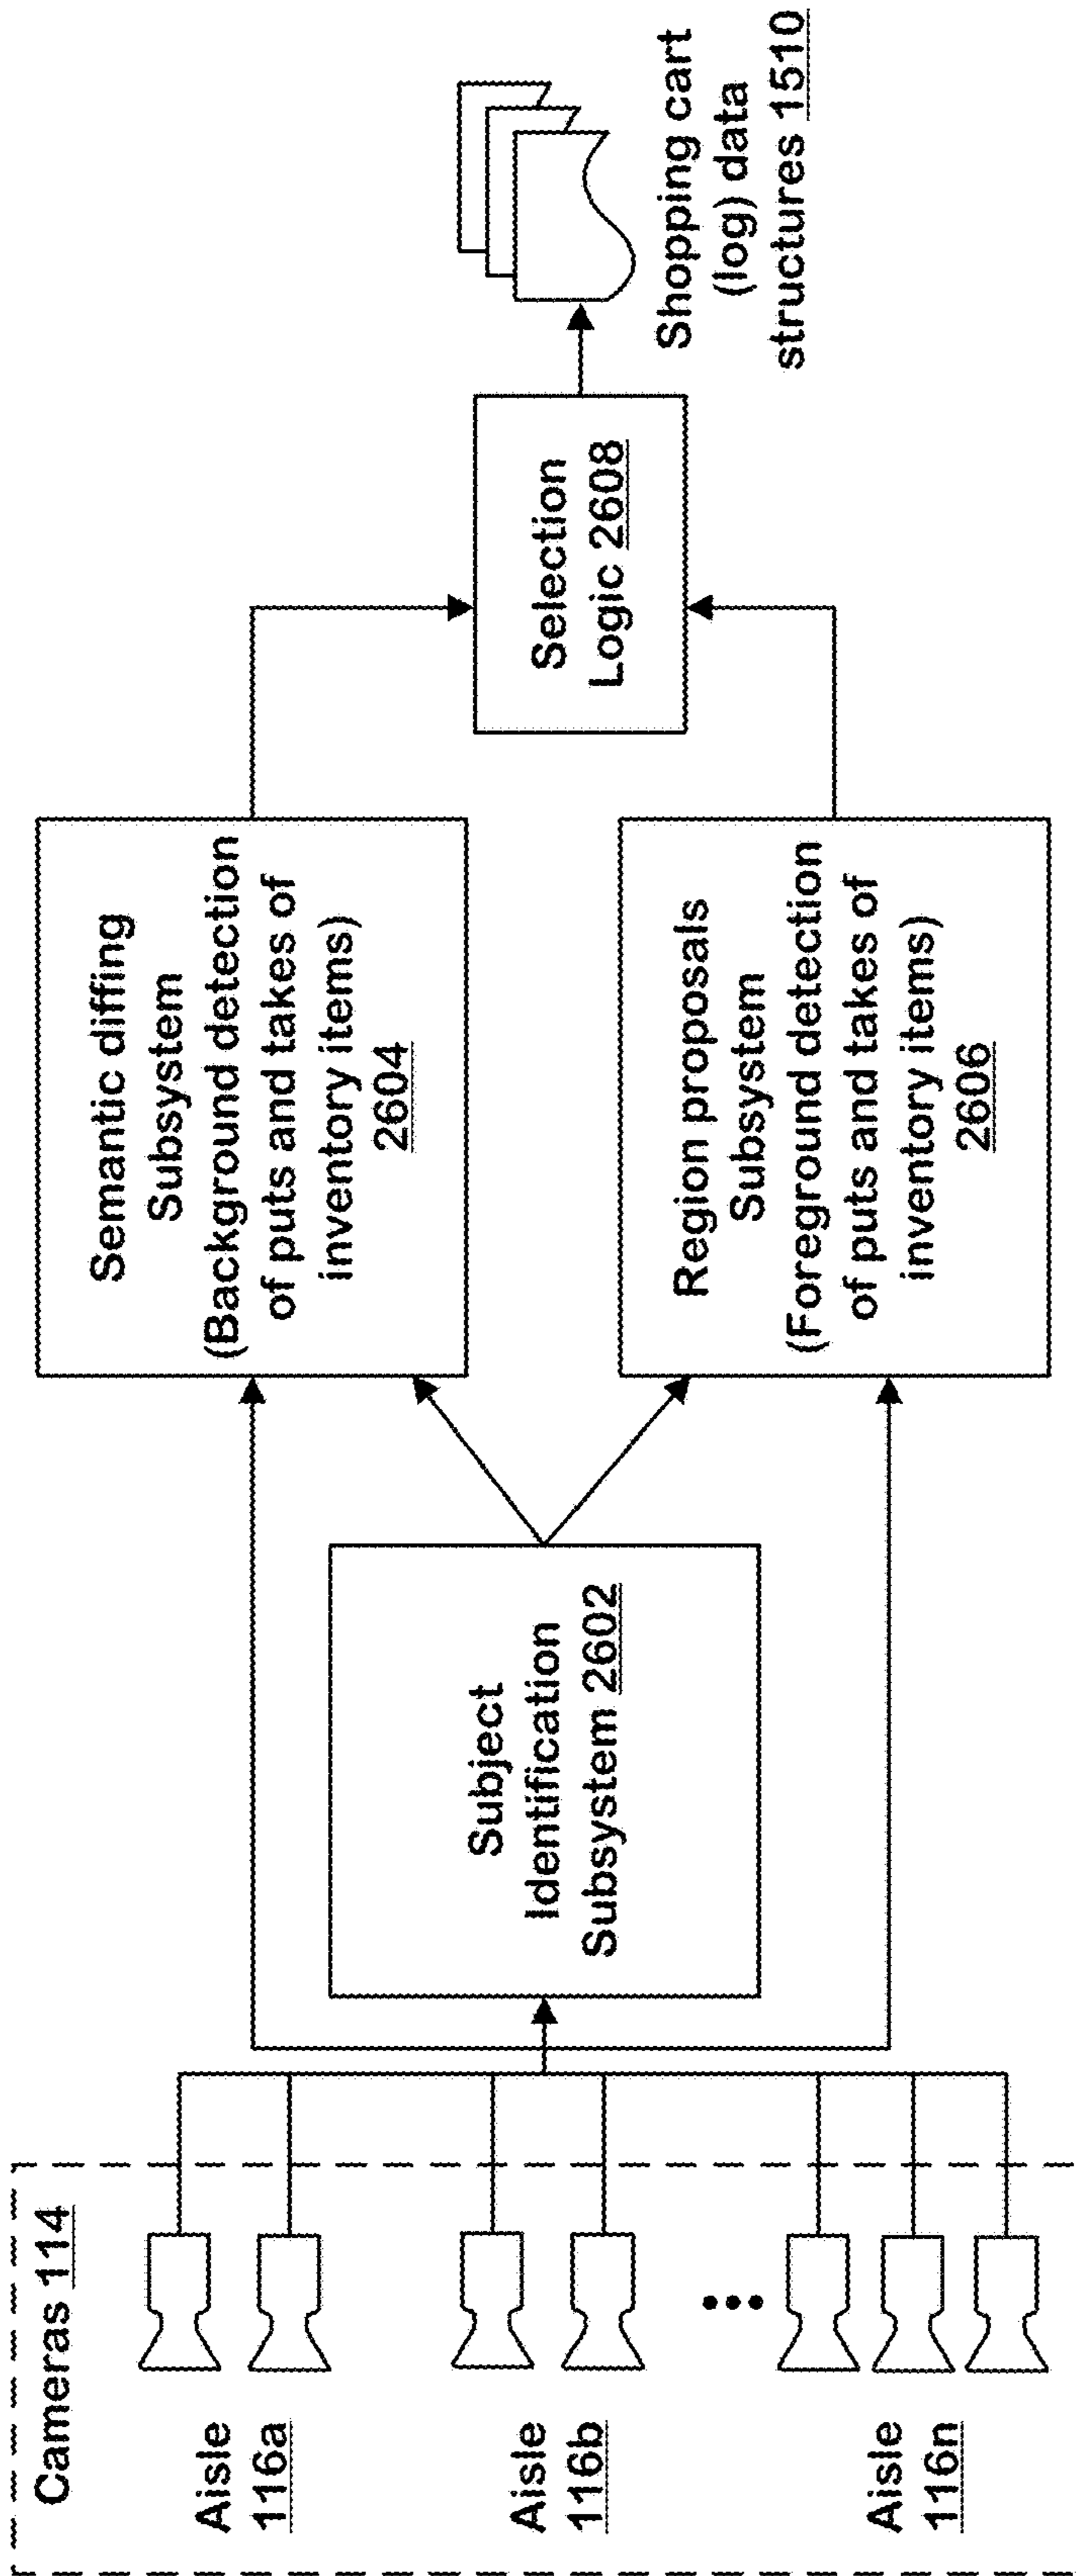 Cameras 114
Aisle
116a
Aisle
116b
Aisle
116n
Subject
Identification
Subsystem 2602
Semantic diffing
Subsystem
(Background detection
of puts and takes of
inventory items)
2604
Region proposals
Subsystem
(Foreground detection
of puts and takes of
inventory items)
2606
Selection
Logic 2608
Shopping cart
(log) data
structures 1510